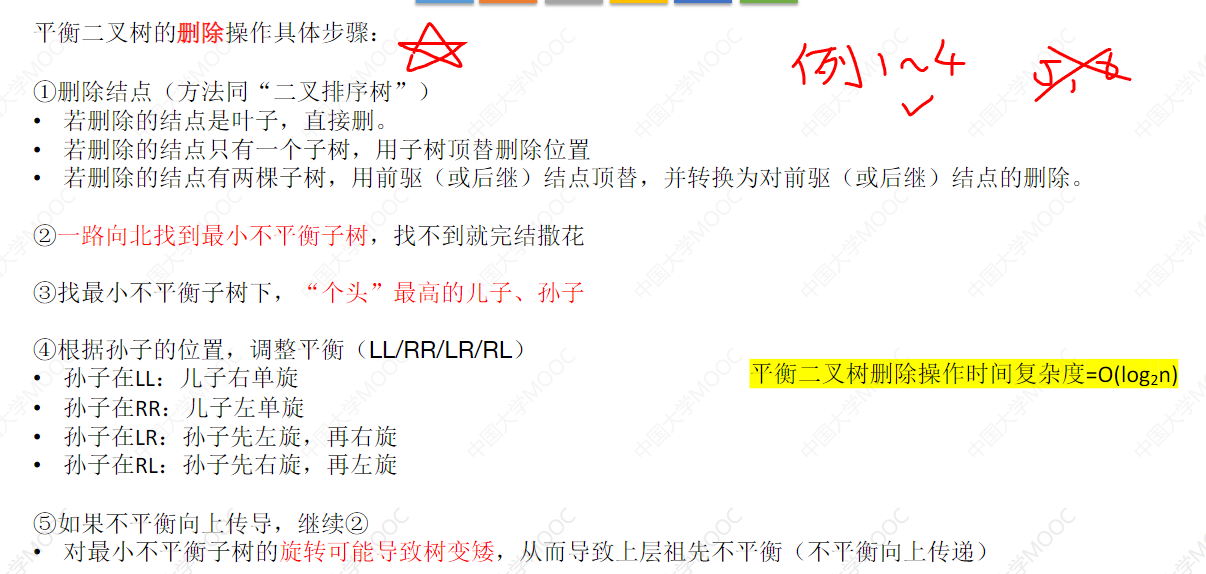 平衡二叉树的删除操作具体步骤：
例1~4
①删除结点（方法同“二叉排序树”）
• 若删除的结点是叶子，直接删。
• 若删除的结点只有一个子树，用子树顶替删除位置
• 若删除的结点有两棵子树，用前驱（或后继）结点顶替，并转换为对前驱（或后继）结点的删除。
②一路向北找到最小不平衡子树，找不到就完结撒花
③找最小不平衡子树下，“个头”最高的儿子、孙子
④根据孙子的位置，调整平衡（LL/RR/LR/RL）
• 孙子在LL：儿子右单旋
• 孙子在RR：儿子左单旋
• 孙子在LR：孙子先左旋，再右旋
• 孙子在RL：孙子先右旋，再左旋
平衡二叉树删除操作时间复杂度=O(log₂n)
⑤如果不平衡向上传导，继续②
• 对最小不平衡子树的旋转可能导致树变矮，从而导致上层祖先不平衡（不平衡向上传递）
中国大学MOOC